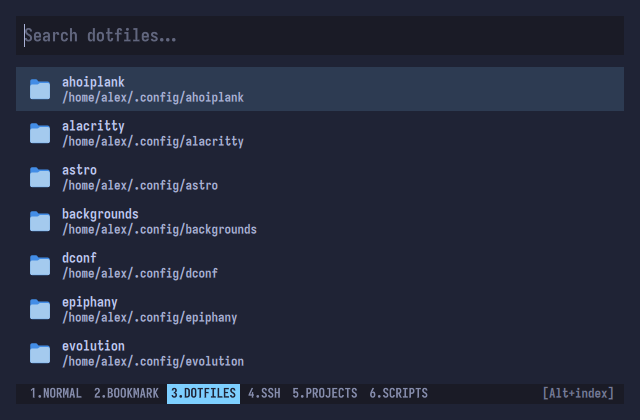 Search dotfiles...
ahoiplank
/home/alex/.config/ahoiplank
alacritty
/home/alex/.config/alacritty
astro
/home/alex/.config/astro
backgrounds
/home/alex/.config/backgrounds
dconf
/home/alex/.config/dconf
epiphany
/home/alex/.config/epiphany
evolution
/home/alex/.config/evolution
1.NORMAL 2.BOOKMARK 3.DOTFILES 4.SSH 5.PROJECTS 6.SCRIPTS [Alt+index]